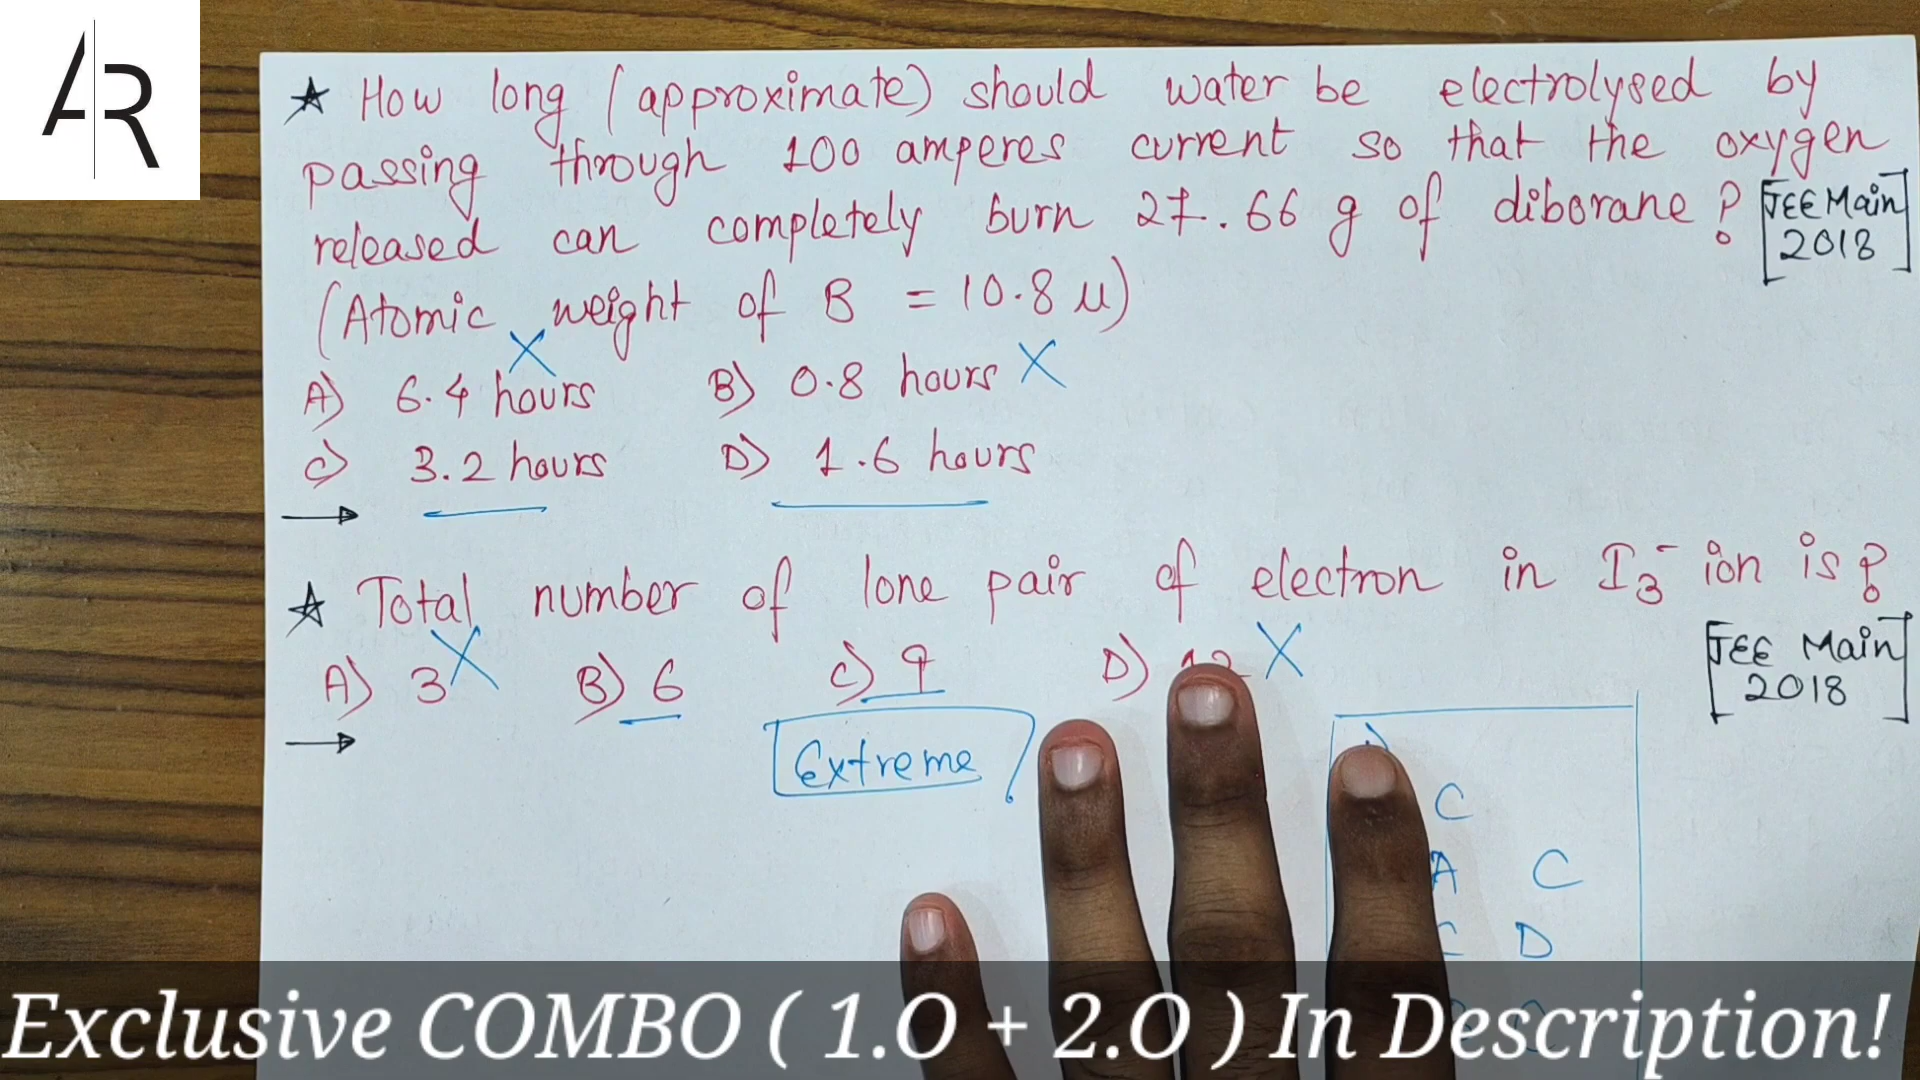 AR
★ How long (approximate) should water be electrolysed by
passing through 100 amperes current so that the oxygen
released can completely burn 27.66 g of diborane?
[JEE Main
2018]
(Atomic weight of B = 10.8 u)
A) 6.4 hours B) 0.8 hours
C) 3.2 hours D) 1.6 hours
★ Total number of lone pair of electron in I3- ion is?
[JEE Main
2018]
A) 3 B) 6 C) 9 D) 12
Extreme
C
A C
D
Exclusive COMBO ( 1.O + 2.O ) In Description!